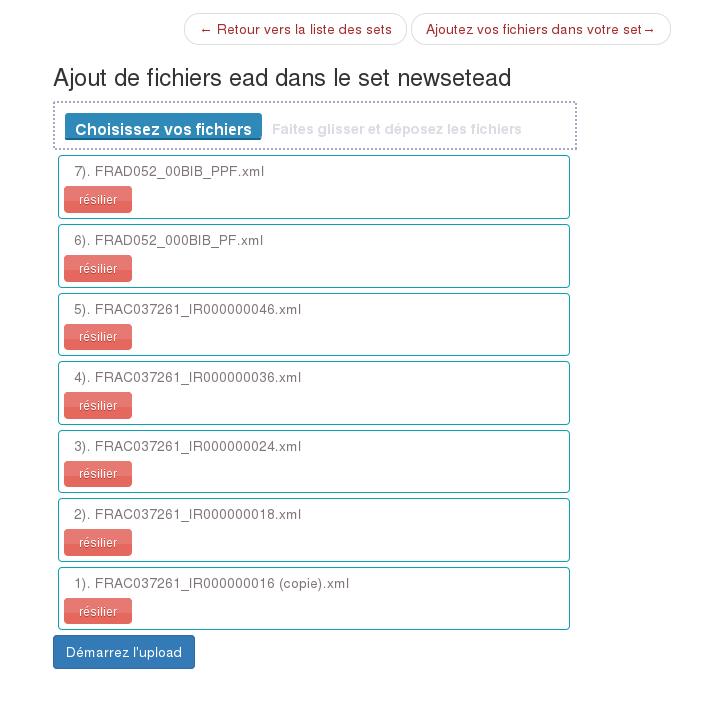 ← Retour vers la liste des sets
Ajoutez vos fichiers dans votre set→
Ajout de fichiers ead dans le set newsetead
Choisissez vos fichiers
Faites glisser et déposez les fichiers
7). FRAD052_00BIB_PPF.xml
résilier
6). FRAD052_000BIB_PF.xml
résilier
5). FRAC037261_IR000000046.xml
résilier
4). FRAC037261_IR000000036.xml
résilier
3). FRAC037261_IR000000024.xml
résilier
2). FRAC037261_IR000000018.xml
résilier
1). FRAC037261_IR000000016 (copie).xml
résilier
Démarrez l'upload